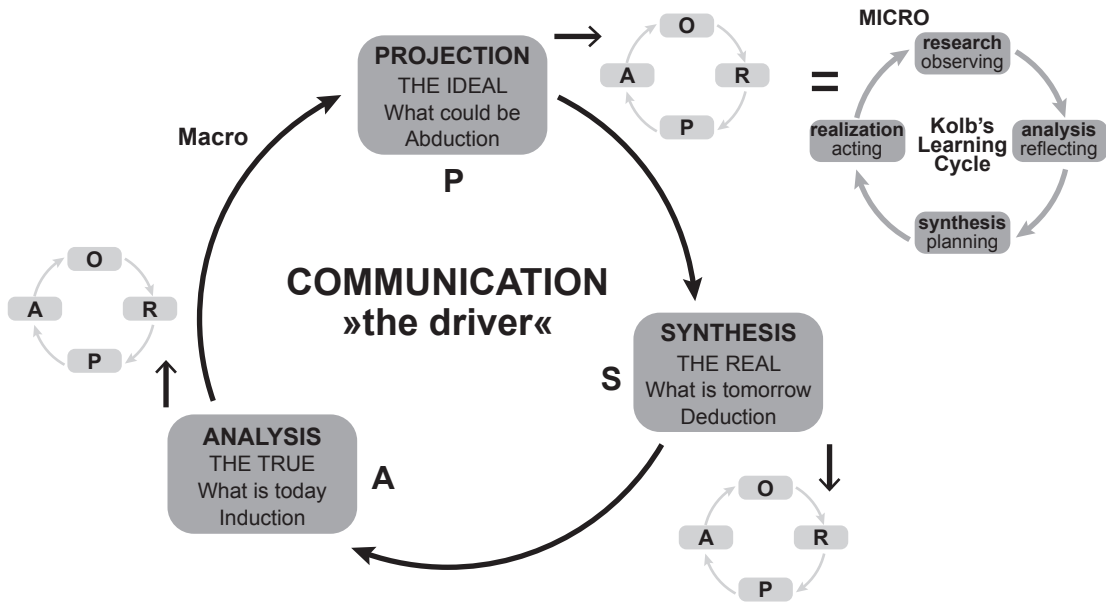 MICRO
research
observing
analysis
reflecting
synthesis
planning
realization
acting
Kolb's
Learning
Cycle
=
O
R
P
A
PROJECTION
THE IDEAL
What could be
Abduction
P
Macro
COMMUNICATION
»the driver«
SYNTHESIS
THE REAL
What is tomorrow
Deduction
S
O
R
P
A
ANALYSIS
THE TRUE
What is today
Induction
A
O
R
P
A